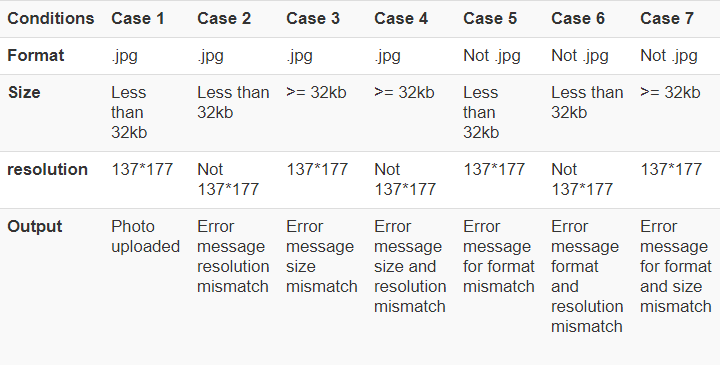 Conditions Case 1 Case 2 Case 3 Case 4 Case 5 Case 6 Case 7
Format .jpg .jpg .jpg .jpg Not .jpg Not .jpg Not .jpg
Size Less Less than >= 32kb >= 32kb Less Less than >= 32kb
than 32kb than 32kb
32kb 32kb
resolution 137*177 Not 137*177 Not 137*177 Not 137*177
137*177 137*177 137*177
Output Photo Error Error Error Error Error Error
uploaded message message message message message message
resolution size size and for format format for format
mismatch mismatch resolution mismatch and and size
mismatch resolution mismatch
mismatch